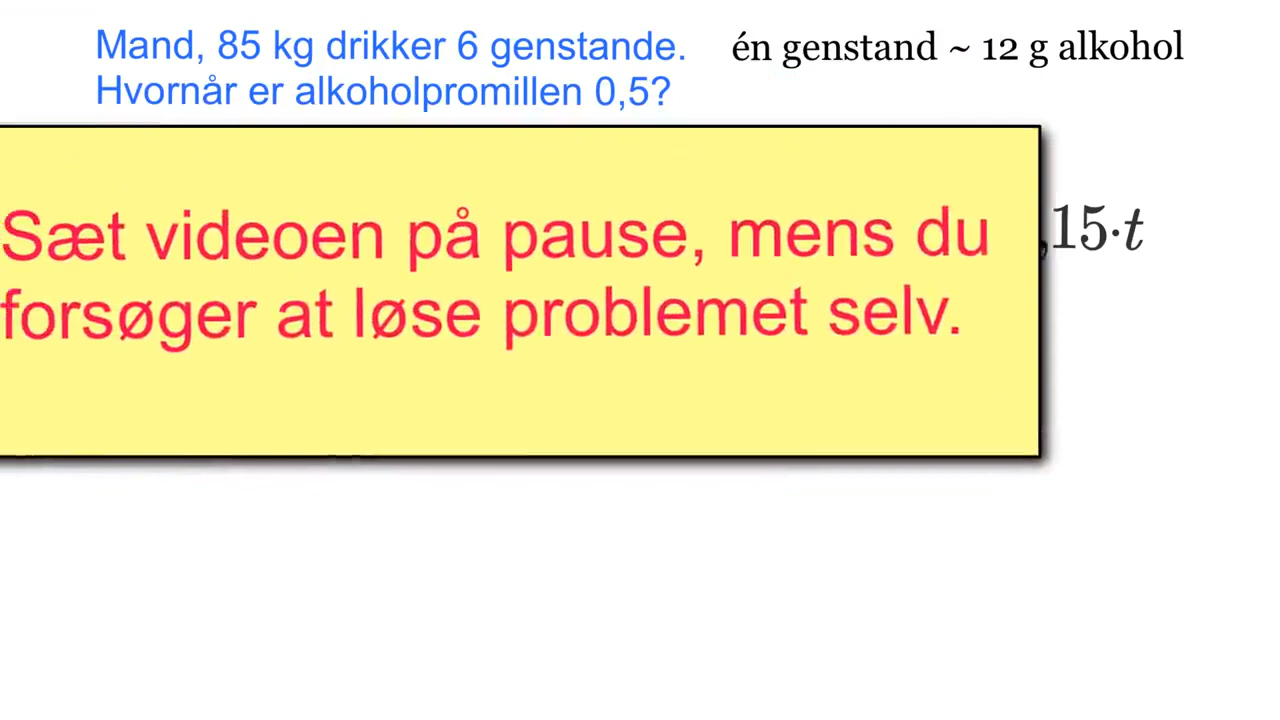 Mand, 85 kg drikker 6 genstande. én genstand ~ 12 g alkohol
Hvornår er alkoholpromillen 0,5?
Sæt videoen på pause, mens du
forsøger at løse problemet selv.
,15·t